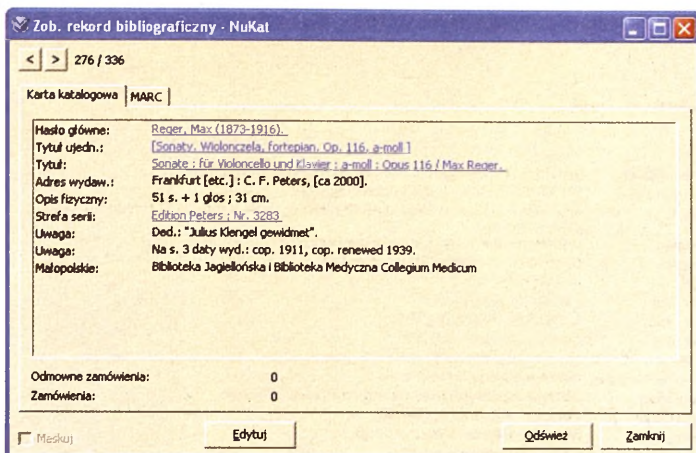 Zob. rekord bibliograficzny - NuKat
< > 276 / 336
Karta katalogowa MARC
Hasło główne: Reger, Max (1873-1916).
Tytuł ujedn.: [Sonaty, Wiolonczela, fortepian, Op. 116, a-moll ]
Tytuł: Sonate : für Violoncello und Klavier : a-moll : Opus 116 / Max Reger.
Adres wydaw.: Frankfurt [etc.] : C. F. Peters, [ca 2000].
Opis fizyczny: 51 s. + 1 głos ; 31 cm.
Strefa serii: Edition Peters ; Nr. 3283
Uwaga: Ded.: "Julius Klengel gewidmet".
Uwaga: Na s. 3 daty wyd.: cop. 1911, cop. renewed 1939.
Małopolskie: Biblioteka Jagiellońska i Biblioteka Medyczna Collegium Medicum
Odmowne zamówienia: 0
Zamówienia: 0
Maskuj Edytuj Odśwież Zamknij